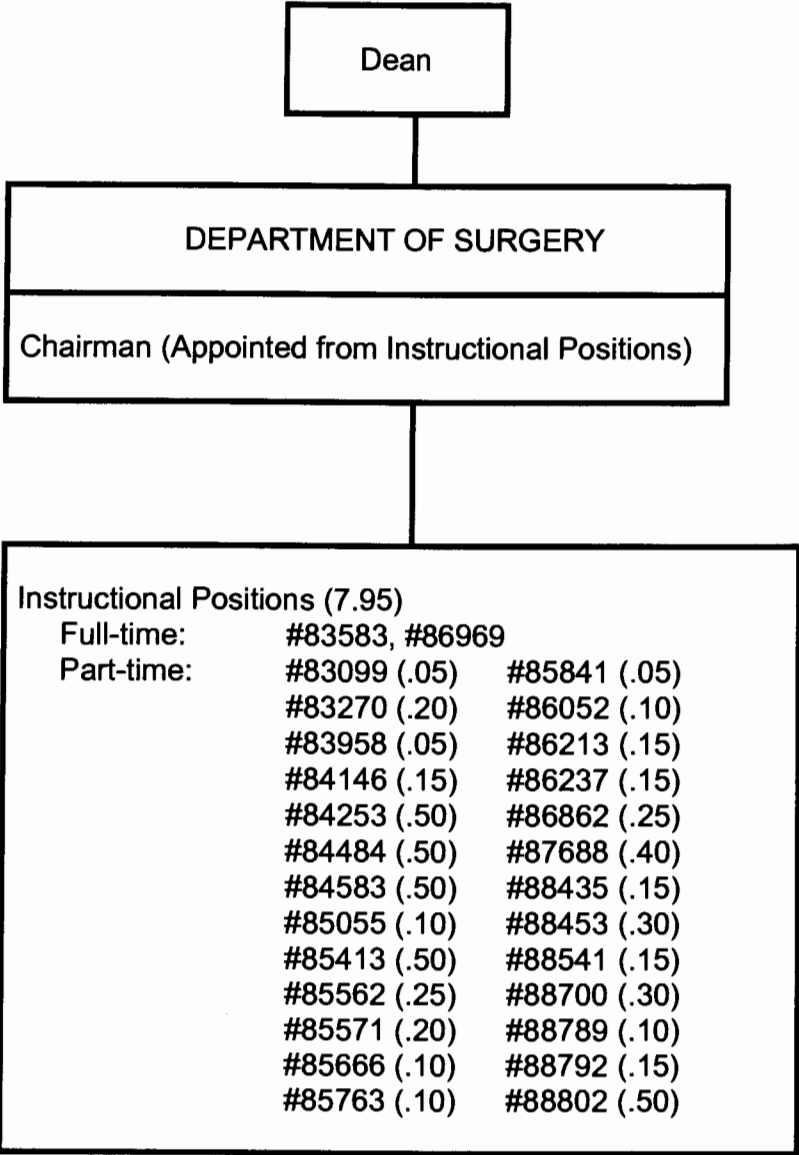 Dean
DEPARTMENT OF SURGERY
Chairman (Appointed from Instructional Positions)
Instructional Positions (7.95)
Full-time: #83583, #86969
Part-time: #83099 (.05) #85841 (.05)
#83270 (.20) #86052 (.10)
#83958 (.05) #86213 (.15)
#84146 (.15) #86237 (.15)
#84253 (.50) #86862 (.25)
#84484 (.50) #87688 (.40)
#84583 (.50) #88435 (.15)
#85055 (.10) #88453 (.30)
#85413 (.50) #88541 (.15)
#85562 (.25) #88700 (.30)
#85571 (.20) #88789 (.10)
#85666 (.10) #88792 (.15)
#85763 (.10) #88802 (.50)